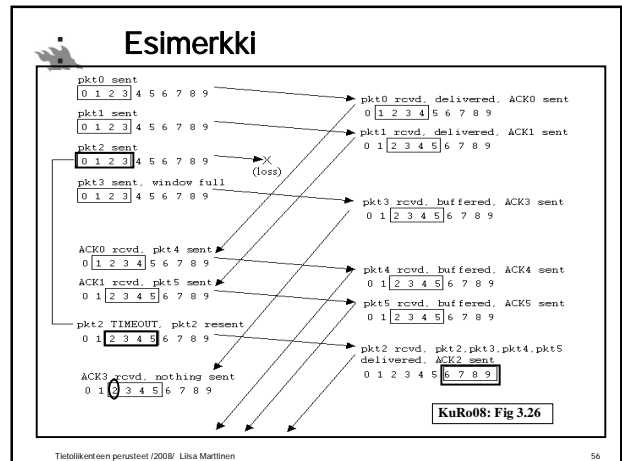 Esimerkki
pkt0 sent
0 1 2 3 4 5 6 7 8 9
pkt1 sent
0 1 2 3 4 5 6 7 8 9
pkt2 sent
0 1 2 3 4 5 6 7 8 9
(loss)
pkt3 sent, window full
0 1 2 3 4 5 6 7 8 9
ACK0 rcvd, pkt4 sent
0 1 2 3 4 5 6 7 8 9
ACK1 rcvd, pkt5 sent
0 1 2 3 4 5 6 7 8 9
pkt2 TIMEOUT, pkt2 resent
0 1 2 3 4 5 6 7 8 9
ACK3 rcvd, nothing sent
0 1 2 3 4 5 6 7 8 9
pkt0 rcvd, delivered, ACK0 sent
0 1 2 3 4 5 6 7 8 9
pkt1 rcvd, delivered, ACK1 sent
0 1 2 3 4 5 6 7 8 9
pkt3 rcvd, buffered, ACK3 sent
0 1 2 3 4 5 6 7 8 9
pkt4 rcvd, buffered, ACK4 sent
0 1 2 3 4 5 6 7 8 9
pkt5 rcvd, buffered, ACK5 sent
0 1 2 3 4 5 6 7 8 9
pkt2 rcvd, pkt2,pkt3,pkt4,pkt5
delivered, ACK2 sent
0 1 2 3 4 5 6 7 8 9
KuRo08: Fig 3.26
Tietoliikenteen perusteet /2008/ Liisa Marttinen
56